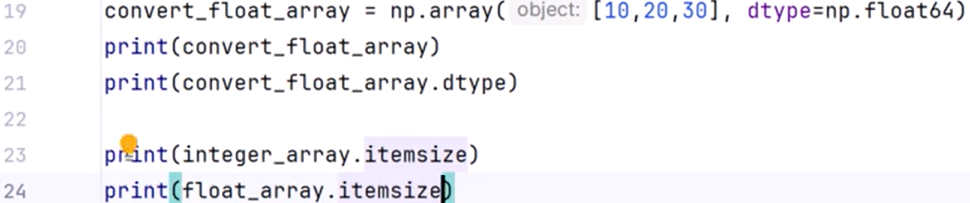 19 convert_float_array = np.array( object: [10,20,30], dtype=np.float64)
20 print(convert_float_array)
21 print(convert_float_array.dtype)
22
23 print(integer_array.itemsize)
24 print(float_array.itemsize)